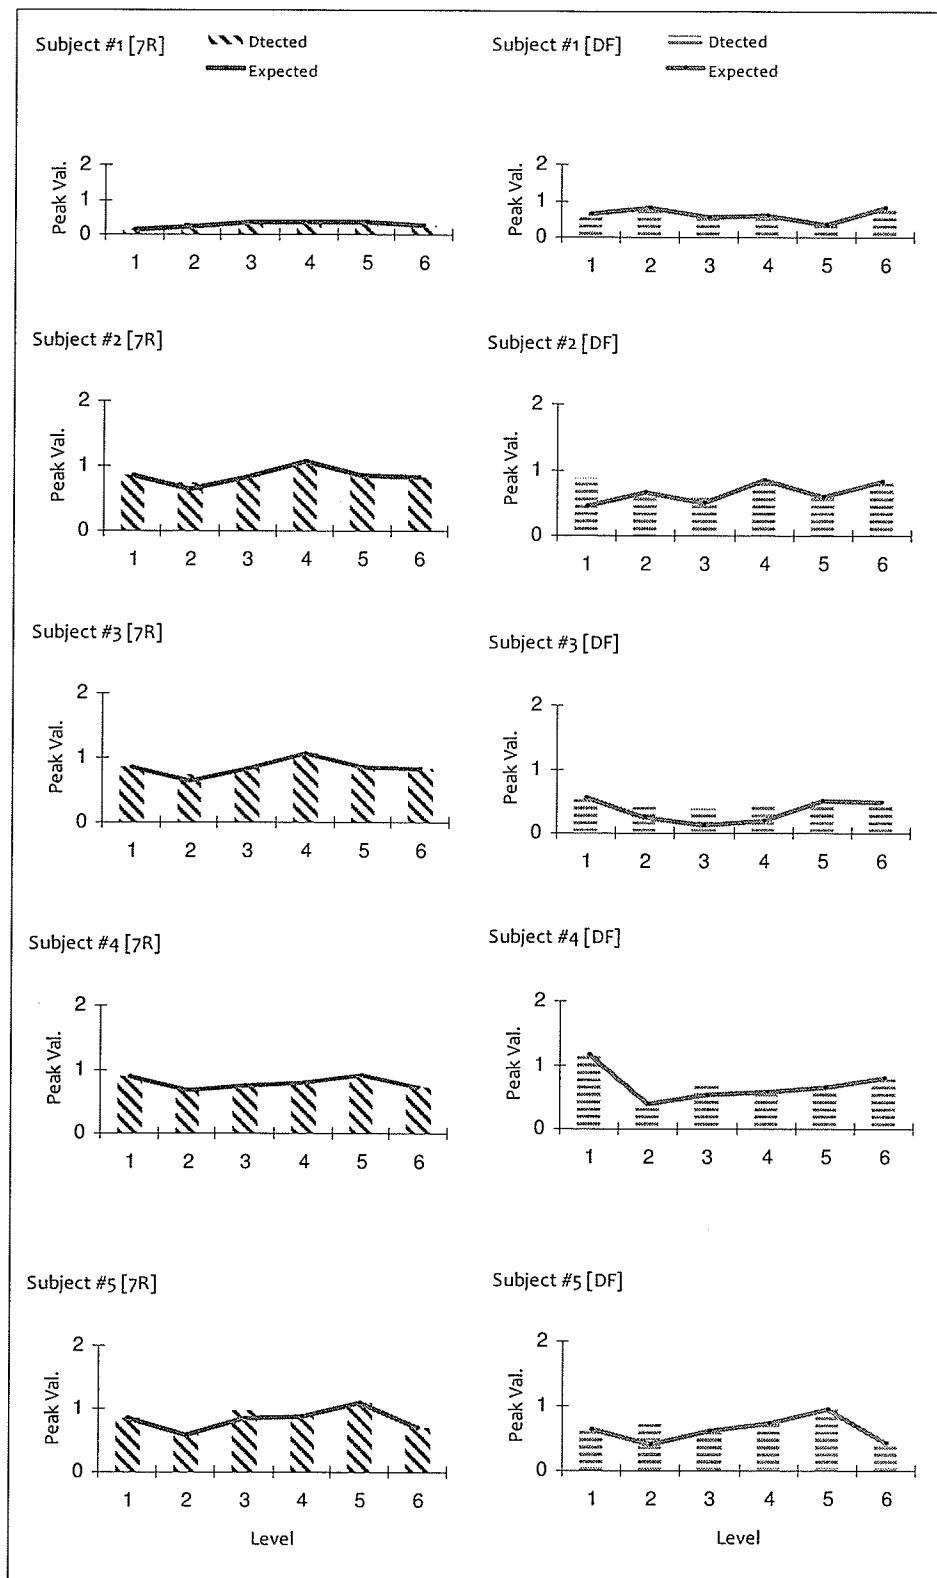 Subject #1 [7R]
Dtected
Expected
Subject #1 [DF]
Dtected
Expected
Peak Val.
2
1
0
1 2 3 4 5 6
Peak Val.
2
1
0
1 2 3 4 5 6
Subject #2 [7R]
Subject #2 [DF]
Peak Val.
2
1
0
1 2 3 4 5 6
Peak Val.
2
1
0
1 2 3 4 5 6
Subject #3 [7R]
Subject #3 [DF]
Peak Val.
2
1
0
1 2 3 4 5 6
Peak Val.
2
1
0
1 2 3 4 5 6
Subject #4 [7R]
Subject #4 [DF]
Peak Val.
2
1
0
1 2 3 4 5 6
Peak Val.
2
1
0
1 2 3 4 5 6
Subject #5 [7R]
Subject #5 [DF]
Peak Val.
2
1
0
1 2 3 4 5 6
Level
Peak Val.
2
1
0
1 2 3 4 5 6
Level